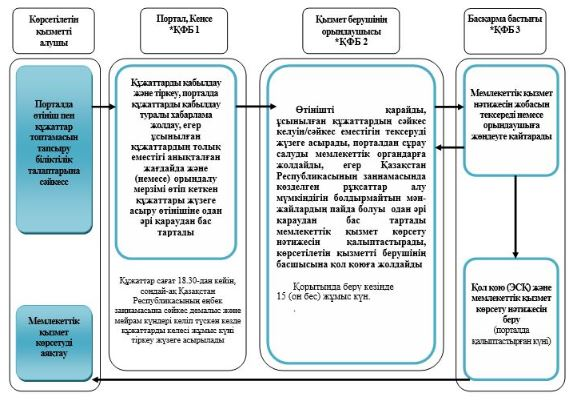 Көрсетілетін
қызметті
алушы
Портал, Кеңсе
*ҚФБ 1
Қызмет берушінің
орындаушысы
*ҚФБ 2
Басқарма бастығы
*ҚФБ 3
Порталда
өтініш пен
құжаттар
топтамасын
тапсыру
біліктілік
талаптарына
сәйкесс
Мемлекеттік
қызмет
көрсетуді
аяқтау
Құжаттарды қабылдау
және тіркеу, порталда
құжаттарды қабылдау
туралы хабарлама
жолдау, егер
ұсынылған
құжаттардың толық
еместігі анықталған
жағдайда және
(немесе) орындалу
мерзімі өтіп кеткен
құжаттары жүзеге
асыру өтінішіне одан
әрі қараудан бас
тартады
Құжаттар сағат 18.30-дан кейін,
сондай-ақ Қазақстан
Республикасының еңбек
заңнамасына сәйкес демалыс және
мейрам күндері келіп түскен кезде
құжаттарды келесі жұмыс күні
тіркеу жүзеге асырылады
Өтінішті қарайды,
ұсынылған құжаттардың сәйкес
келуін/сәйкес еместігін тексеруді
жүзеге асырады, порталдан сұрау
салуды мемлекеттік органдарға
жолдайды, егер Қазақстан
Республикасының заңнамасында
көзделген рұқсаттар алу
мүмкіндігін болдырмайтын мән-
жайлардың пайда болуы одан әрі
қараудан бас тартады
мемлекеттік қызмет көрсету
нәтижесін қалыптастырады,
көрсетілетін қызметті берушінің
басшысына қол қоюға жолдайды
Қорытында беру кезінде
15 (он бес) жұмыс күн.
.
Мемлекеттік қызмет
нәтижесін жобасын
тексереді немесе
орындаушыға
жөндеуге қайтарады
Қол қою (ЭСҚ) және
мемлекеттік қызмет
көрсету нәтижесін
беру
(порталда
қалыптастырған күні)